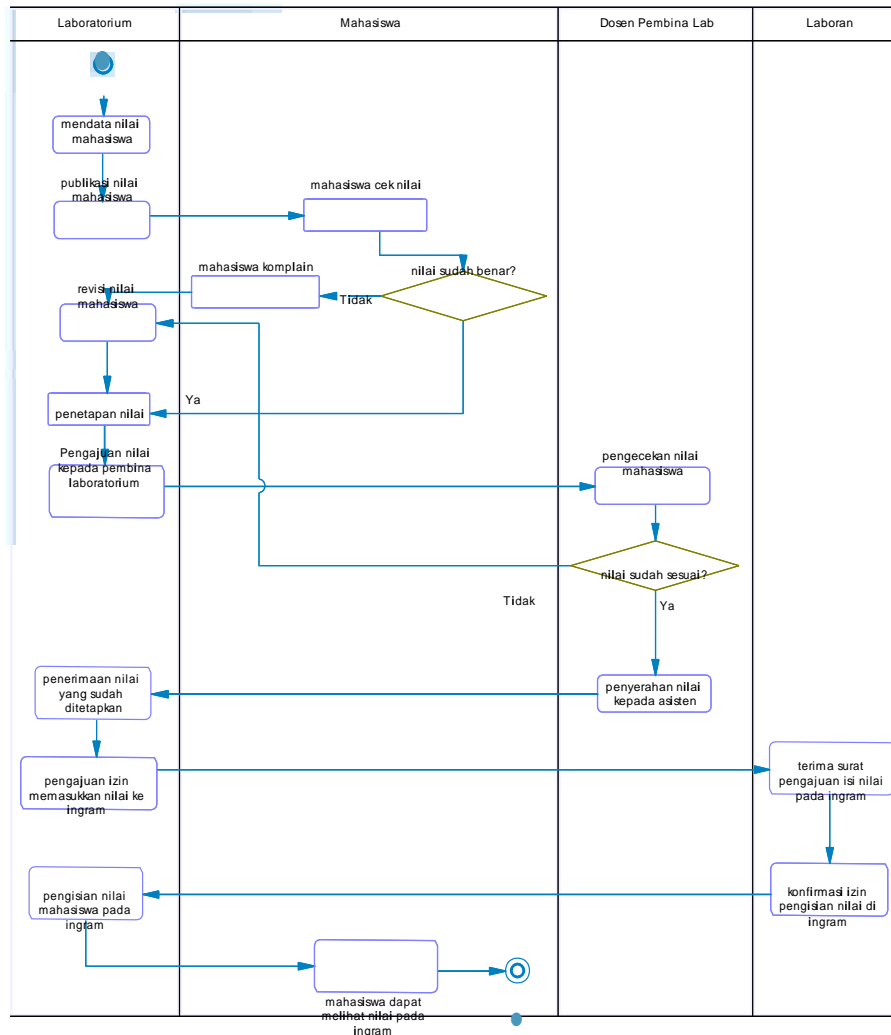 Laboratorium
Mahasiswa
Dosen Pembina Lab
Laboran
mendata nilai
mahasiswa
publikasi nilai
mahasiswa
mahasiswa cek nilai
nilai sudah benar?
mahasiswa komplain
Tidak
revisi nilai
mahasiswa
Ya
penetapan nilai
Pengajuan nilai
kepada pembina
laboratorium
pengecekan nilai
mahasiswa
nilai sudah sesuai?
Tidak
Ya
penyerahan nilai
kepada asisten
penerimaan nilai
yang sudah
ditetapkan
pengajuan izin
memasukkan nilai ke
ingram
terima surat
pengajuan isi nilai
pada ingram
konfirmasi izin
pengisian nilai di
ingram
pengisian nilai
mahasiswa pada
ingram
mahasiswa dapat
melihat nilai pada
ingram